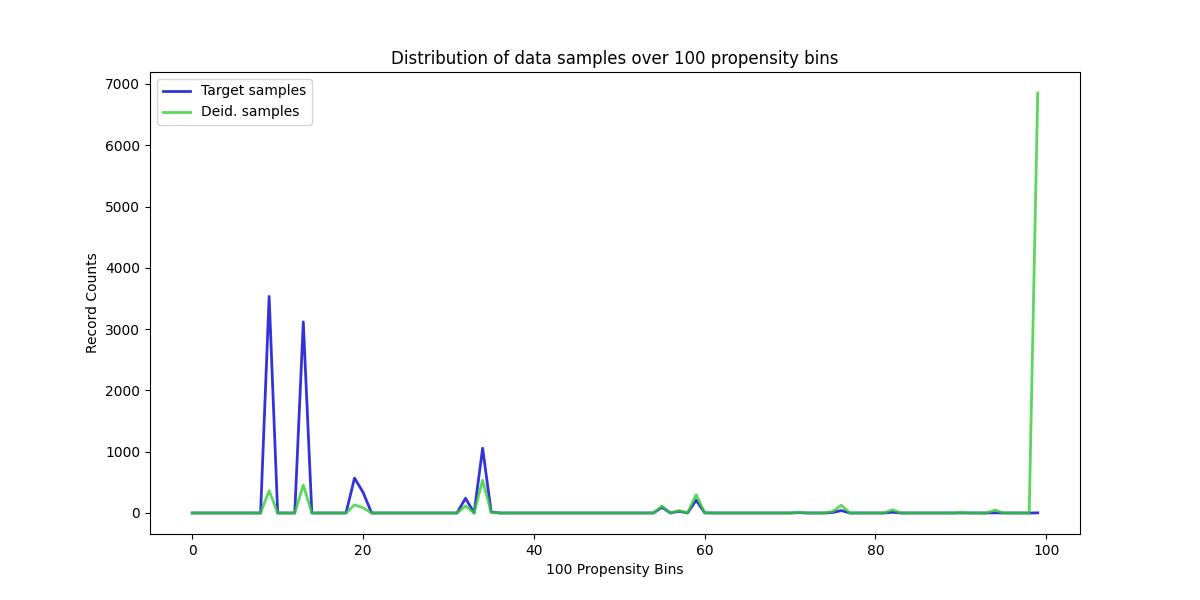 Distribution of data samples over 100 propensity bins
Target samples
Deid. samples
7000
6000
5000
4000
3000
2000
1000
0
Record Counts
0 20 40 60 80 100
100 Propensity Bins